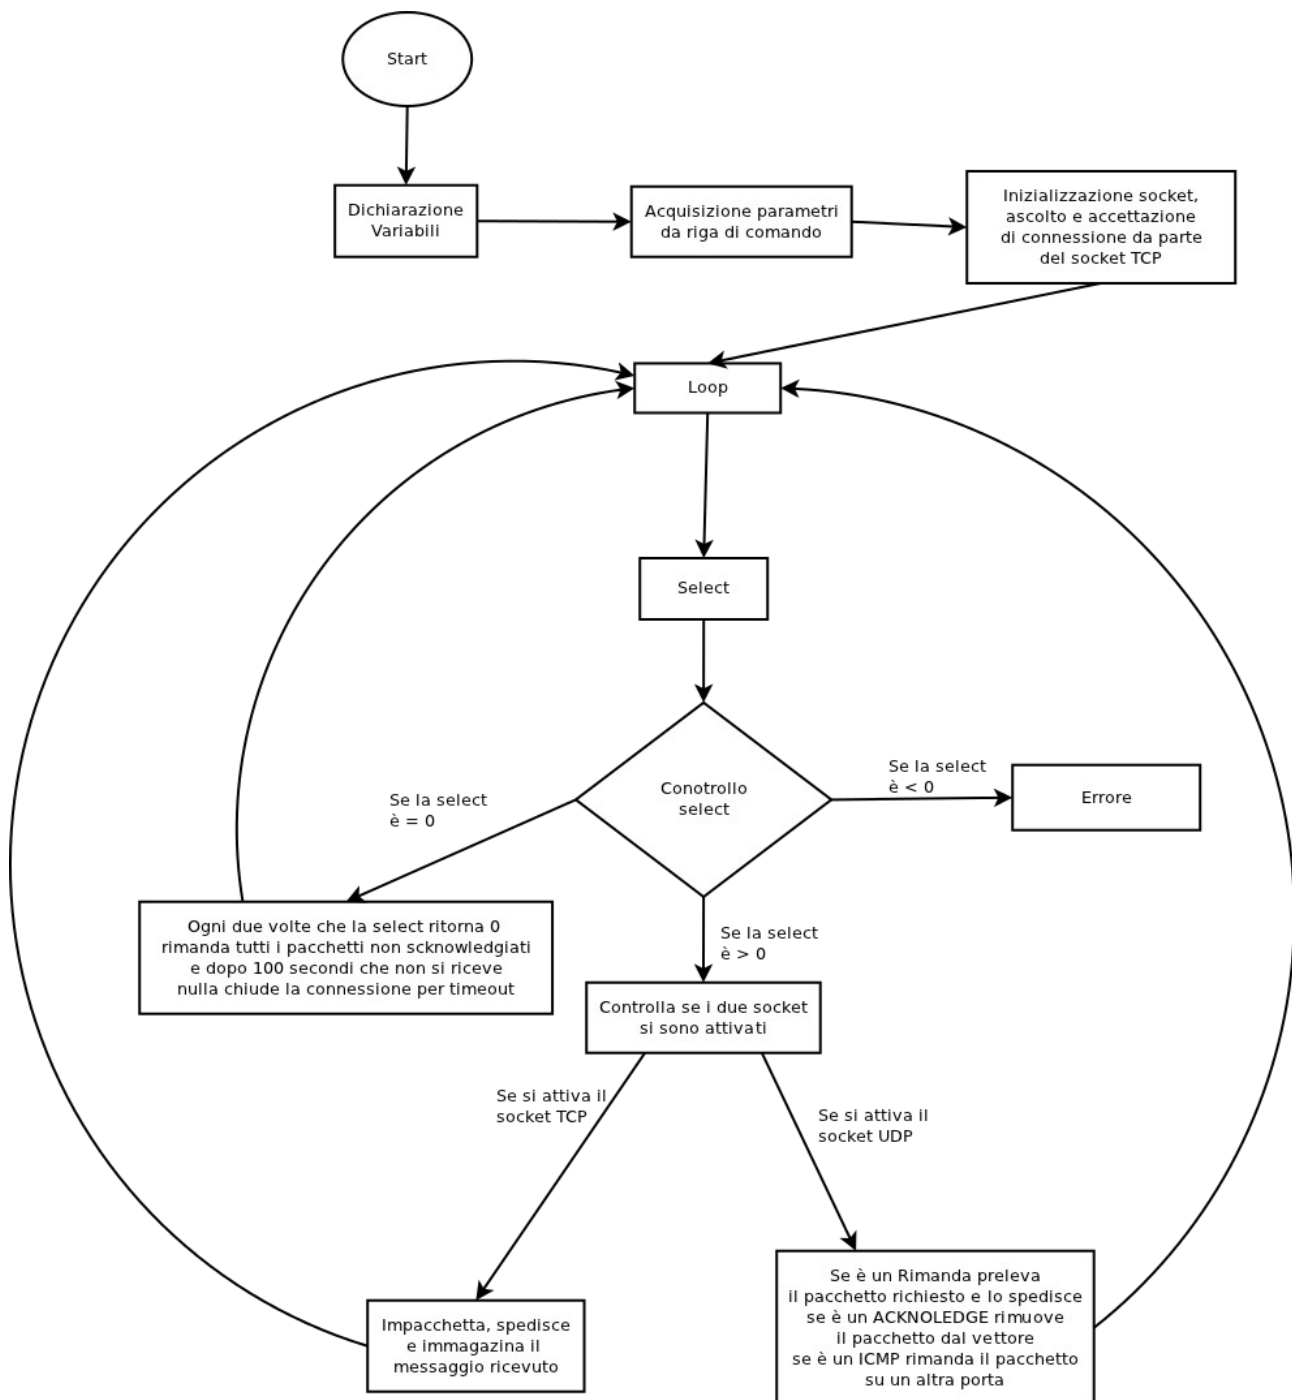 Start
Dichiarazione
Variabili
Acquisizione parametri
da riga di comando
Inizializzazione socket,
ascolto e accettazione
di connessione da parte
del socket TCP
Loop
Select
Conotrollo
select
Se la select
è < 0
Errore
Se la select
è = 0
Ogni due volte che la select ritorna 0
rimanda tutti i pacchetti non scknowledgiati
e dopo 100 secondi che non si riceve
nulla chiude la connessione per timeout
Se la select
è > 0
Controlla se i due socket
si sono attivati
Se si attiva il
socket TCP
Se si attiva il
socket UDP
Impacchetta, spedisce
e immagazina il
messaggio ricevuto
Se è un Rimanda preleva
il pacchetto richiesto e lo spedisce
se è un ACKNOLEDGE rimuove
il pacchetto dal vettore
se è un ICMP rimanda il pacchetto
su un altra porta